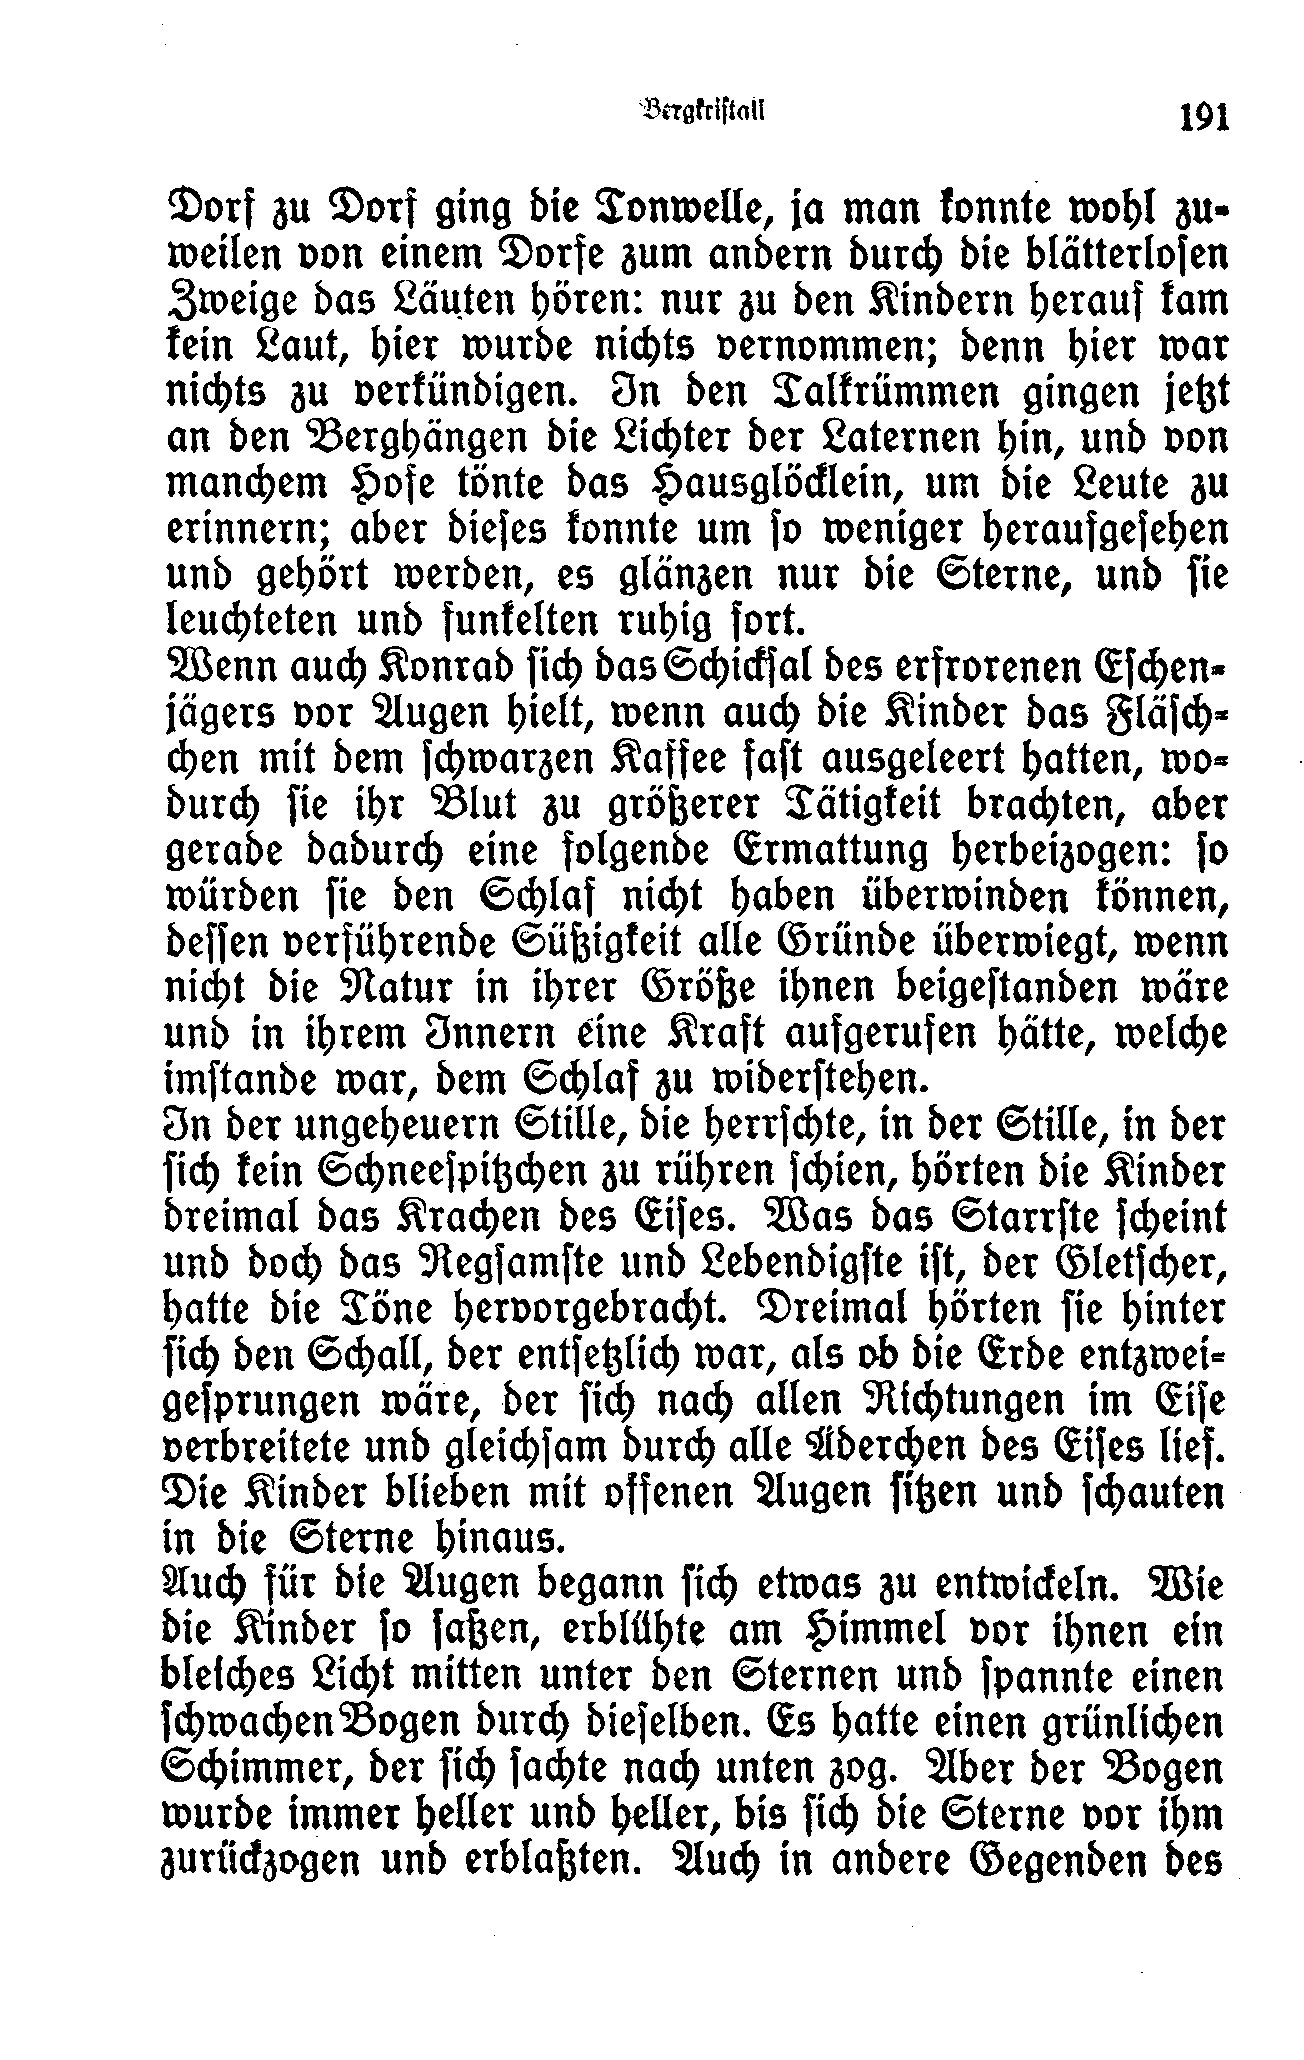 Bergkristall
191
Dorf zu Dorf ging die Tonwelle, ja man konnte wohl zu-
weilen von einem Dorfe zum andern durch die blätterlosen
Zweige das Läuten hören: nur zu den Kindern herauf kam
kein Laut, hier wurde nichts vernommen; denn hier war
nichts zu verkündigen. In den Talkrümmen gingen jetzt
an den Berghängen die Lichter der Laternen hin, und von
manchem Hofe tönte das Hausglöcklein, um die Leute zu
erinnern; aber dieses konnte um so weniger heraufgesehen
und gehört werden, es glänzen nur die Sterne, und sie
leuchteten und funkelten ruhig fort.
Wenn auch Konrad sich das Schicksal des erfrorenen Eschen-
jägers vor Augen hielt, wenn auch die Kinder das Fläsch-
chen mit dem schwarzen Kaffee fast ausgeleert hatten, wo-
durch sie ihr Blut zu größerer Tätigkeit brachten, aber
gerade dadurch eine folgende Ermattung herbeizogen: so
würden sie den Schlaf nicht haben überwinden können,
dessen verführende Süßigkeit alle Gründe überwiegt, wenn
nicht die Natur in ihrer Größe ihnen beigestanden wäre
und in ihrem Innern eine Kraft aufgerufen hätte, welche
imstande war, dem Schlaf zu widerstehen.
In der ungeheuern Stille, die herrschte, in der Stille, in der
sich kein Schneespitzchen zu rühren schien, hörten die Kinder
dreimal das Krachen des Eises. Was das Starrste scheint
und doch das Regsamste und Lebendigste ist, der Gletscher,
hatte die Töne hervorgebracht. Dreimal hörten sie hinter
sich den Schall, der entsetzlich war, als ob die Erde entzwei-
gesprungen wäre, der sich nach allen Richtungen im Eise
verbreitete und gleichsam durch alle Äderchen des Eises lief.
Die Kinder blieben mit offenen Augen sitzen und schauten
in die Sterne hinaus.
Auch für die Augen begann sich etwas zu entwickeln. Wie
die Kinder so saßen, erblühte am Himmel vor ihnen ein
bleiches Licht mitten unter den Sternen und spannte einen
schwachen Bogen durch dieselben. Es hatte einen grünlichen
Schimmer, der sich sachte nach unten zog. Aber der Bogen
wurde immer heller und heller, bis sich die Sterne vor ihm
zurückzogen und erblaßten. Auch in andere Gegenden des